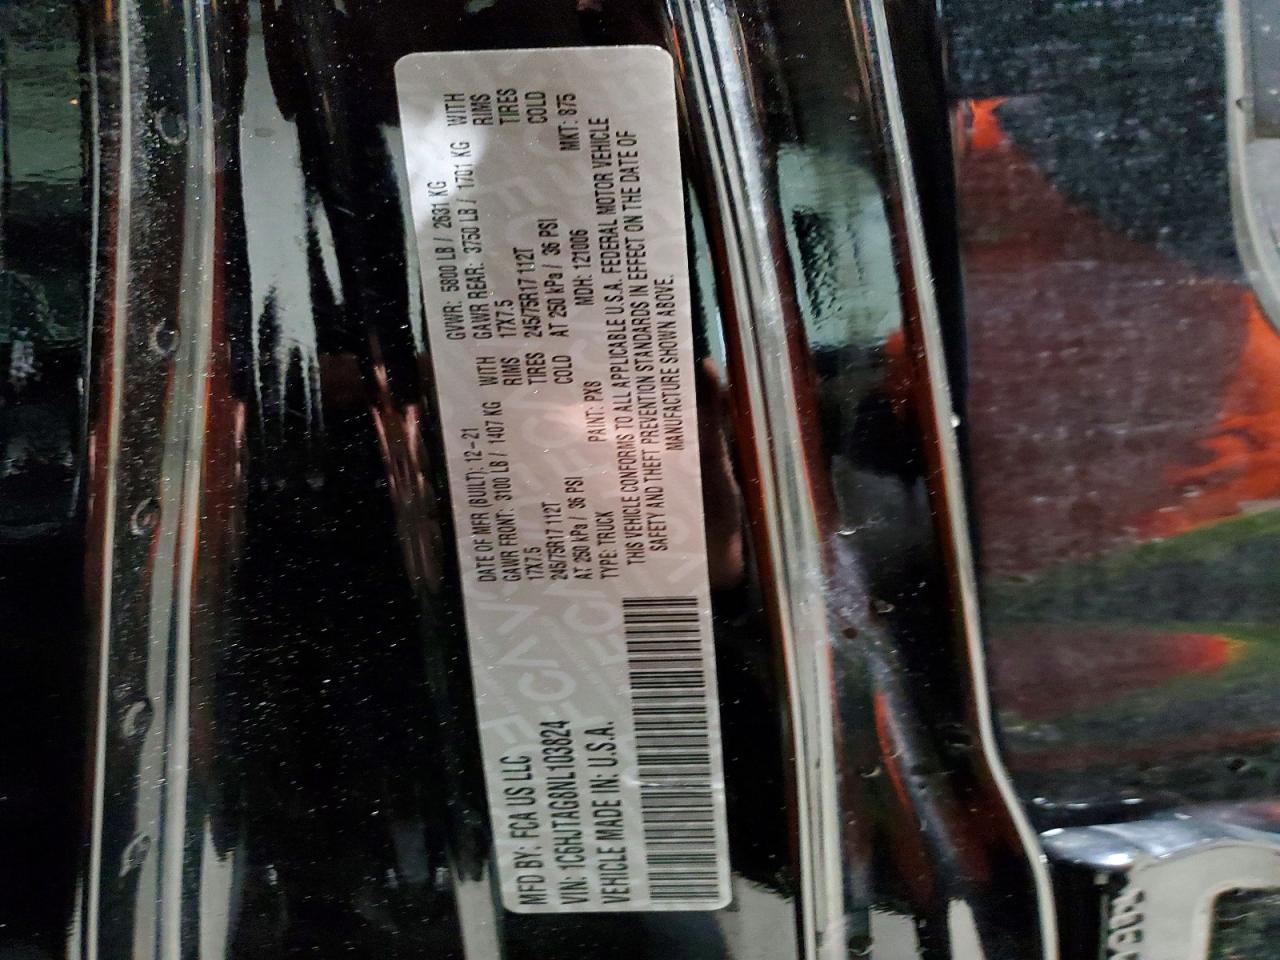 MFD BY: FCA US LLC
VIN: 1C6HJTAG8NL103824
VEHICLE MADE IN: U.S.A.
DATE OF MFR (BUILT): 12-21 GVWR: 5800 LB / 2631 KG
GAWR FRONT: 3100 LB / 1407 KG WITH GAWR REAR: 3750 LB / 1701 KG WITH
17X7.5 RIMS 17X7.5 RIMS
245/75R17 112T TIRES 245/75R17 112T TIRES
AT 250 kPa / 36 PSI COLD AT 250 kPa / 36 PSI COLD
TYPE: TRUCK PAINT: PX8 MDH: 121006 MKT: 875
THIS VEHICLE CONFORMS TO ALL APPLICABLE U.S.A. FEDERAL MOTOR VEHICLE
SAFETY AND THEFT PREVENTION STANDARDS IN EFFECT ON THE DATE OF
MANUFACTURE SHOWN ABOVE.